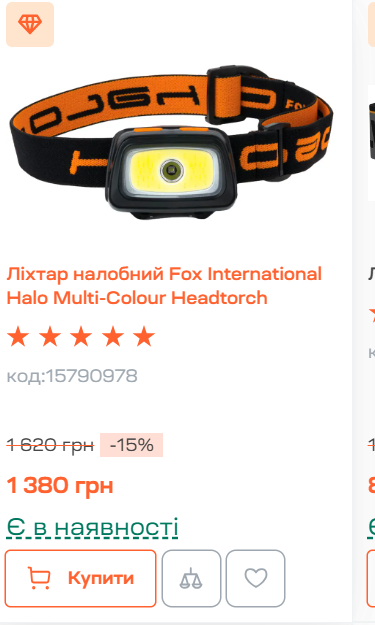 Ліхтар налобний Fox International
Halo Multi-Colour Headtorch
код:15790978
1 620 грн -15%
1 380 грн
Є в наявності
Купити